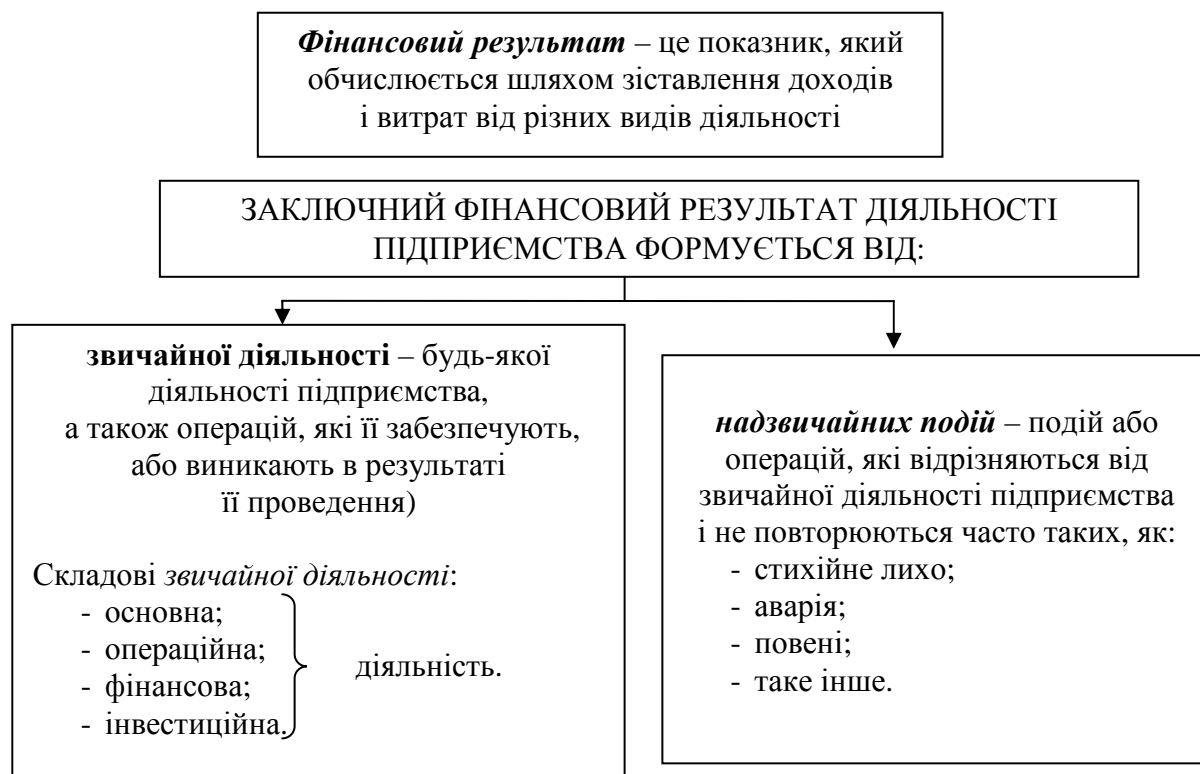 Фінансовий результат – це показник, який
обчислюється шляхом зіставлення доходів
і витрат від різних видів діяльності
ЗАКЛЮЧНИЙ ФІНАНСОВИЙ РЕЗУЛЬТАТ ДІЯЛЬНОСТІ
ПІДПРИЄМСТВА ФОРМУЄТЬСЯ ВІД:
звичайної діяльності – будь-якої
діяльності підприємства,
а також операцій, які її забезпечують,
або виникають в результаті
її проведення)
Складові звичайної діяльності:
- основна;
- операційна;
- фінансова;
- інвестиційна.
діяльність.
надзвичайних подій – подій або
операцій, які відрізняються від
звичайної діяльності підприємства
і не повторюються часто таких, як:
- стихійне лихо;
- аварія;
- повені;
- таке інше.